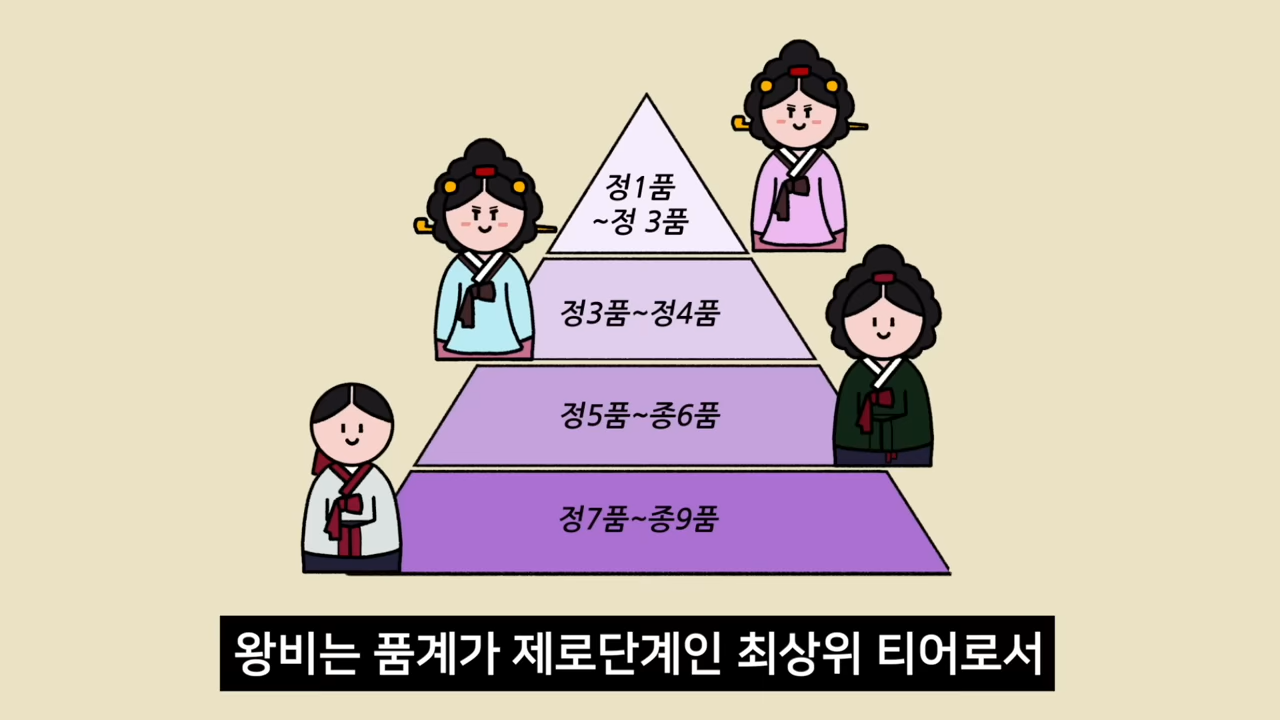 정1품
~정 3품
정3품~정4품
정5품~종6품
정7품~종9품
왕비는 품계가 제로단계인 최상위 티어로서